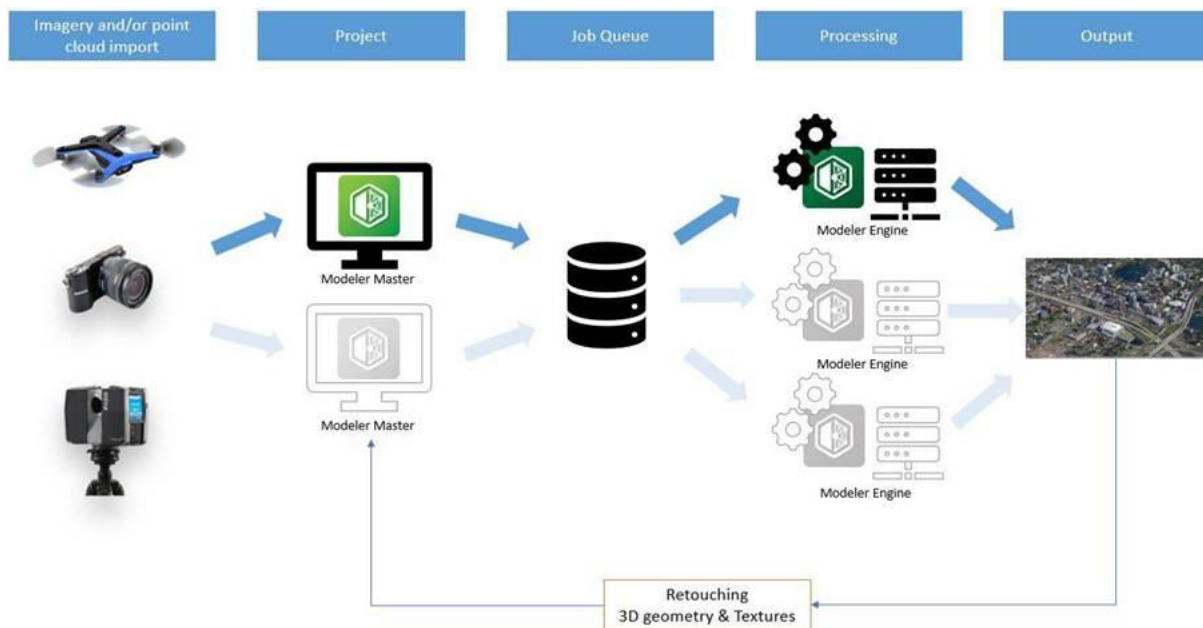 Imagery and/or point
cloud import
Project
Job Queue
Processing
Output
Modeler Master
Modeler Master
Modeler Engine
Modeler Engine
Modeler Engine
Retouching
3D geometry & Textures